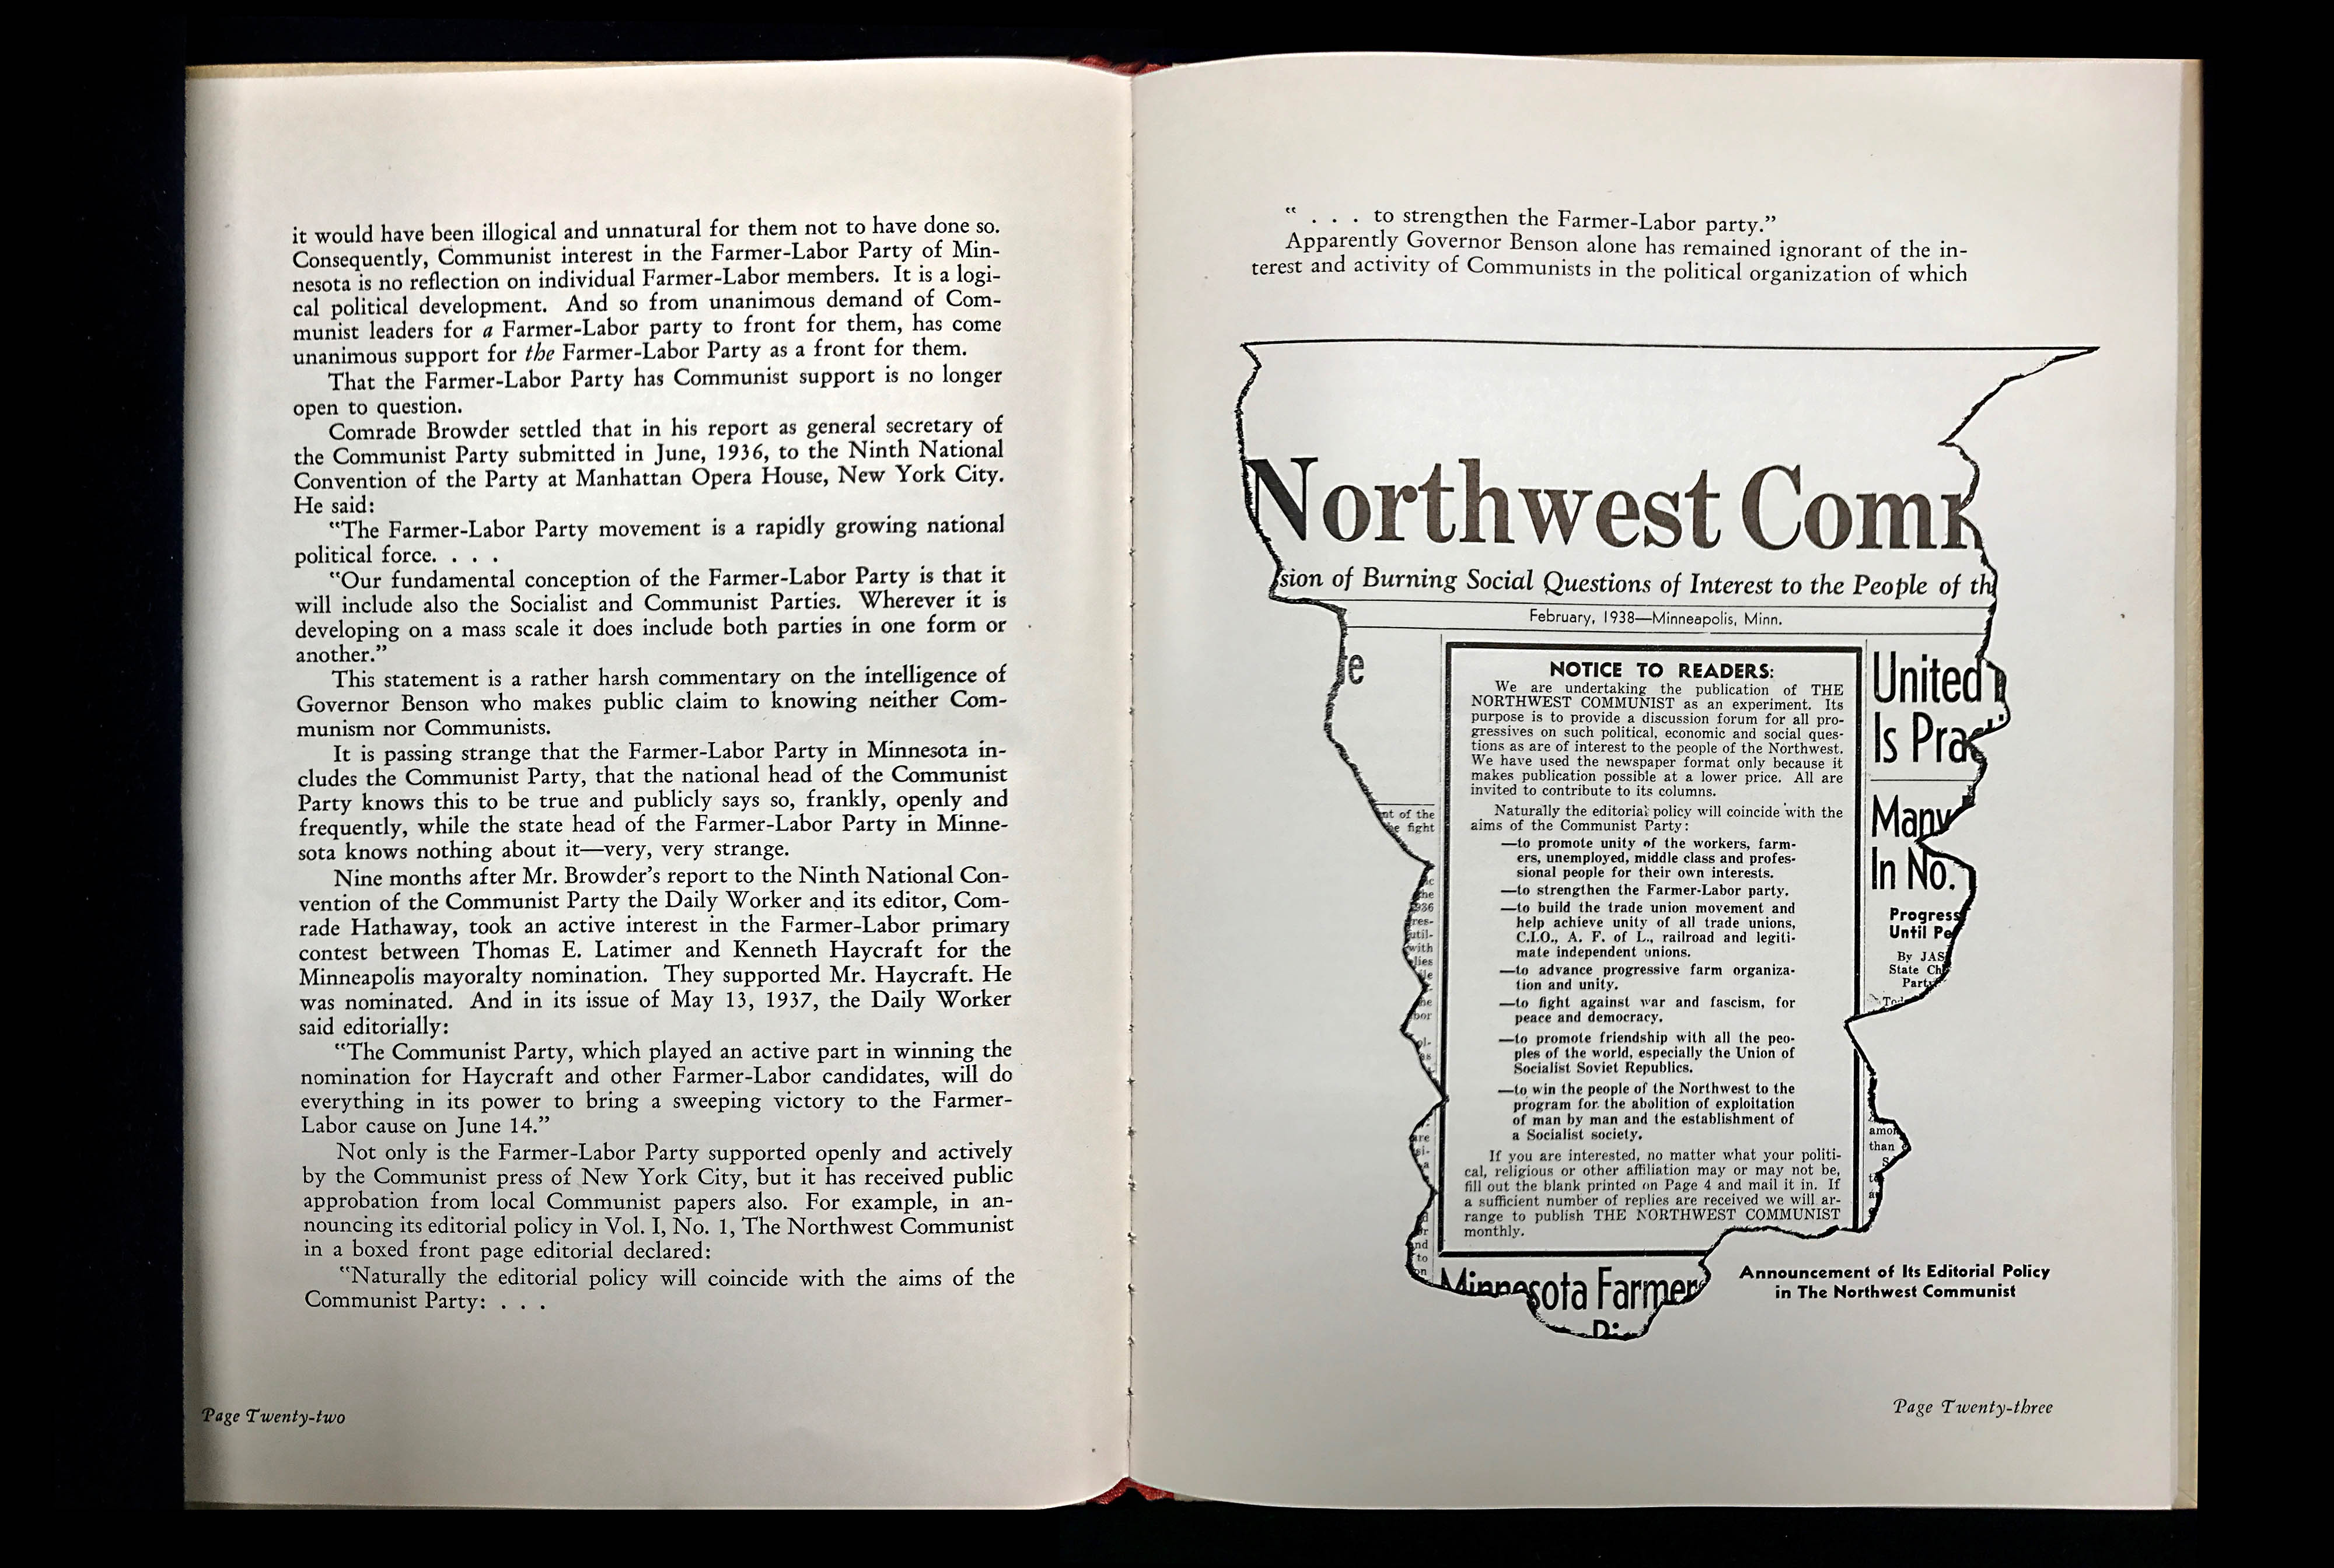 it would have been illogical and unnatural for them not to have done so.
Consequently, Communist interest in the Farmer-Labor Party of Min-
nesota is no reflection on individual Farmer-Labor members. It is a logi-
cal political development. And so from unanimous demand of Com-
munist leaders for a Farmer-Labor party to front for them, has come
unanimous support for the Farmer-Labor Party as a front for them.
That the Farmer-Labor Party has Communist support is no longer
open to question.
Comrade Browder settled that in his report as general secretary of
the Communist Party submitted in June, 1936, to the Ninth National
Convention of the Party at Manhattan Opera House, New York City.
He said:
"The Farmer-Labor Party movement is a rapidly growing national
political force. . . .
"Our fundamental conception of the Farmer-Labor Party is that it
will include also the Socialist and Communist Parties. Wherever it is
developing on a mass scale it does include both parties in one form or
another."
This statement is a rather harsh commentary on the intelligence of
Governor Benson who makes public claim to knowing neither Com-
munism nor Communists.
It is passing strange that the Farmer-Labor Party in Minnesota in-
cludes the Communist Party, that the national head of the Communist
Party knows this to be true and publicly says so, frankly, openly and
frequently, while the state head of the Farmer-Labor Party in Minne-
sota knows nothing about it—very, very strange.
Nine months after Mr. Browder's report to the Ninth National Con-
vention of the Communist Party the Daily Worker and its editor, Com-
rade Hathaway, took an active interest in the Farmer-Labor primary
contest between Thomas E. Latimer and Kenneth Haycraft for the
Minneapolis mayoralty nomination. They supported Mr. Haycraft. He
was nominated. And in its issue of May 13, 1937, the Daily Worker
said editorially:
"The Communist Party, which played an active part in winning the
nomination for Haycraft and other Farmer-Labor candidates, will do
everything in its power to bring a sweeping victory to the Farmer-
Labor cause on June 14."
Not only is the Farmer-Labor Party supported openly and actively
by the Communist press of New York City, but it has received public
approbation from local Communist papers also. For example, in an-
nouncing its editorial policy in Vol. I, No. 1, The Northwest Communist
in a boxed front page editorial declared:
"Naturally the editorial policy will coincide with the aims of the
Communist Party: . . .
Page Twenty-two
" . . . to strengthen the Farmer-Labor party."
Apparently Governor Benson alone has remained ignorant of the in-
terest and activity of Communists in the political organization of which
Northwest Com
sion of Burning Social Questions of Interest to the People of th
February, 1938—Minneapolis, Minn.
NOTICE TO READERS:
We are undertaking the publication of THE
NORTHWEST COMMUNIST as an experiment. Its
purpose is to provide a discussion forum for all pro-
gressives on such political, economic and social ques-
tions as are of interest to the people of the Northwest.
We have used the newspaper format only because it
makes publication possible at a lower price. All are
invited to contribute to its columns.
Naturally the editorial policy will coincide with the
aims of the Communist Party:
—to promote unity of the workers, farm-
ers, unemployed, middle class and profes-
sional people for their own interests.
—to strengthen the Farmer-Labor party.
—to build the trade union movement and
help achieve unity of all trade unions,
C.I.O., A. F. of L., railroad and legiti-
mate independent unions.
—to advance progressive farm organiza-
tion and unity.
—to fight against war and fascism, for
peace and democracy.
—to promote friendship with all the peo-
ples of the world, especially the Union of
Socialist Soviet Republics.
—to win the people of the Northwest to the
program for the abolition of exploitation
of man by man and the establishment of
a Socialist society.
If you are interested, no matter what your politi-
cal, religious or other affiliation may or may not be,
fill out the blank printed on Page 4 and mail it in. If
a sufficient number of replies are received we will ar-
range to publish THE NORTHWEST COMMUNIST
monthly.
of the
fight
with
nd
to
United
Is Pra
Many
In No.
Progress
Until Pe
By JAS
State Ch
Party
amon
than
Minnesota Farmer
Announcement of Its Editorial Policy
in The Northwest Communist
Page Twenty-three